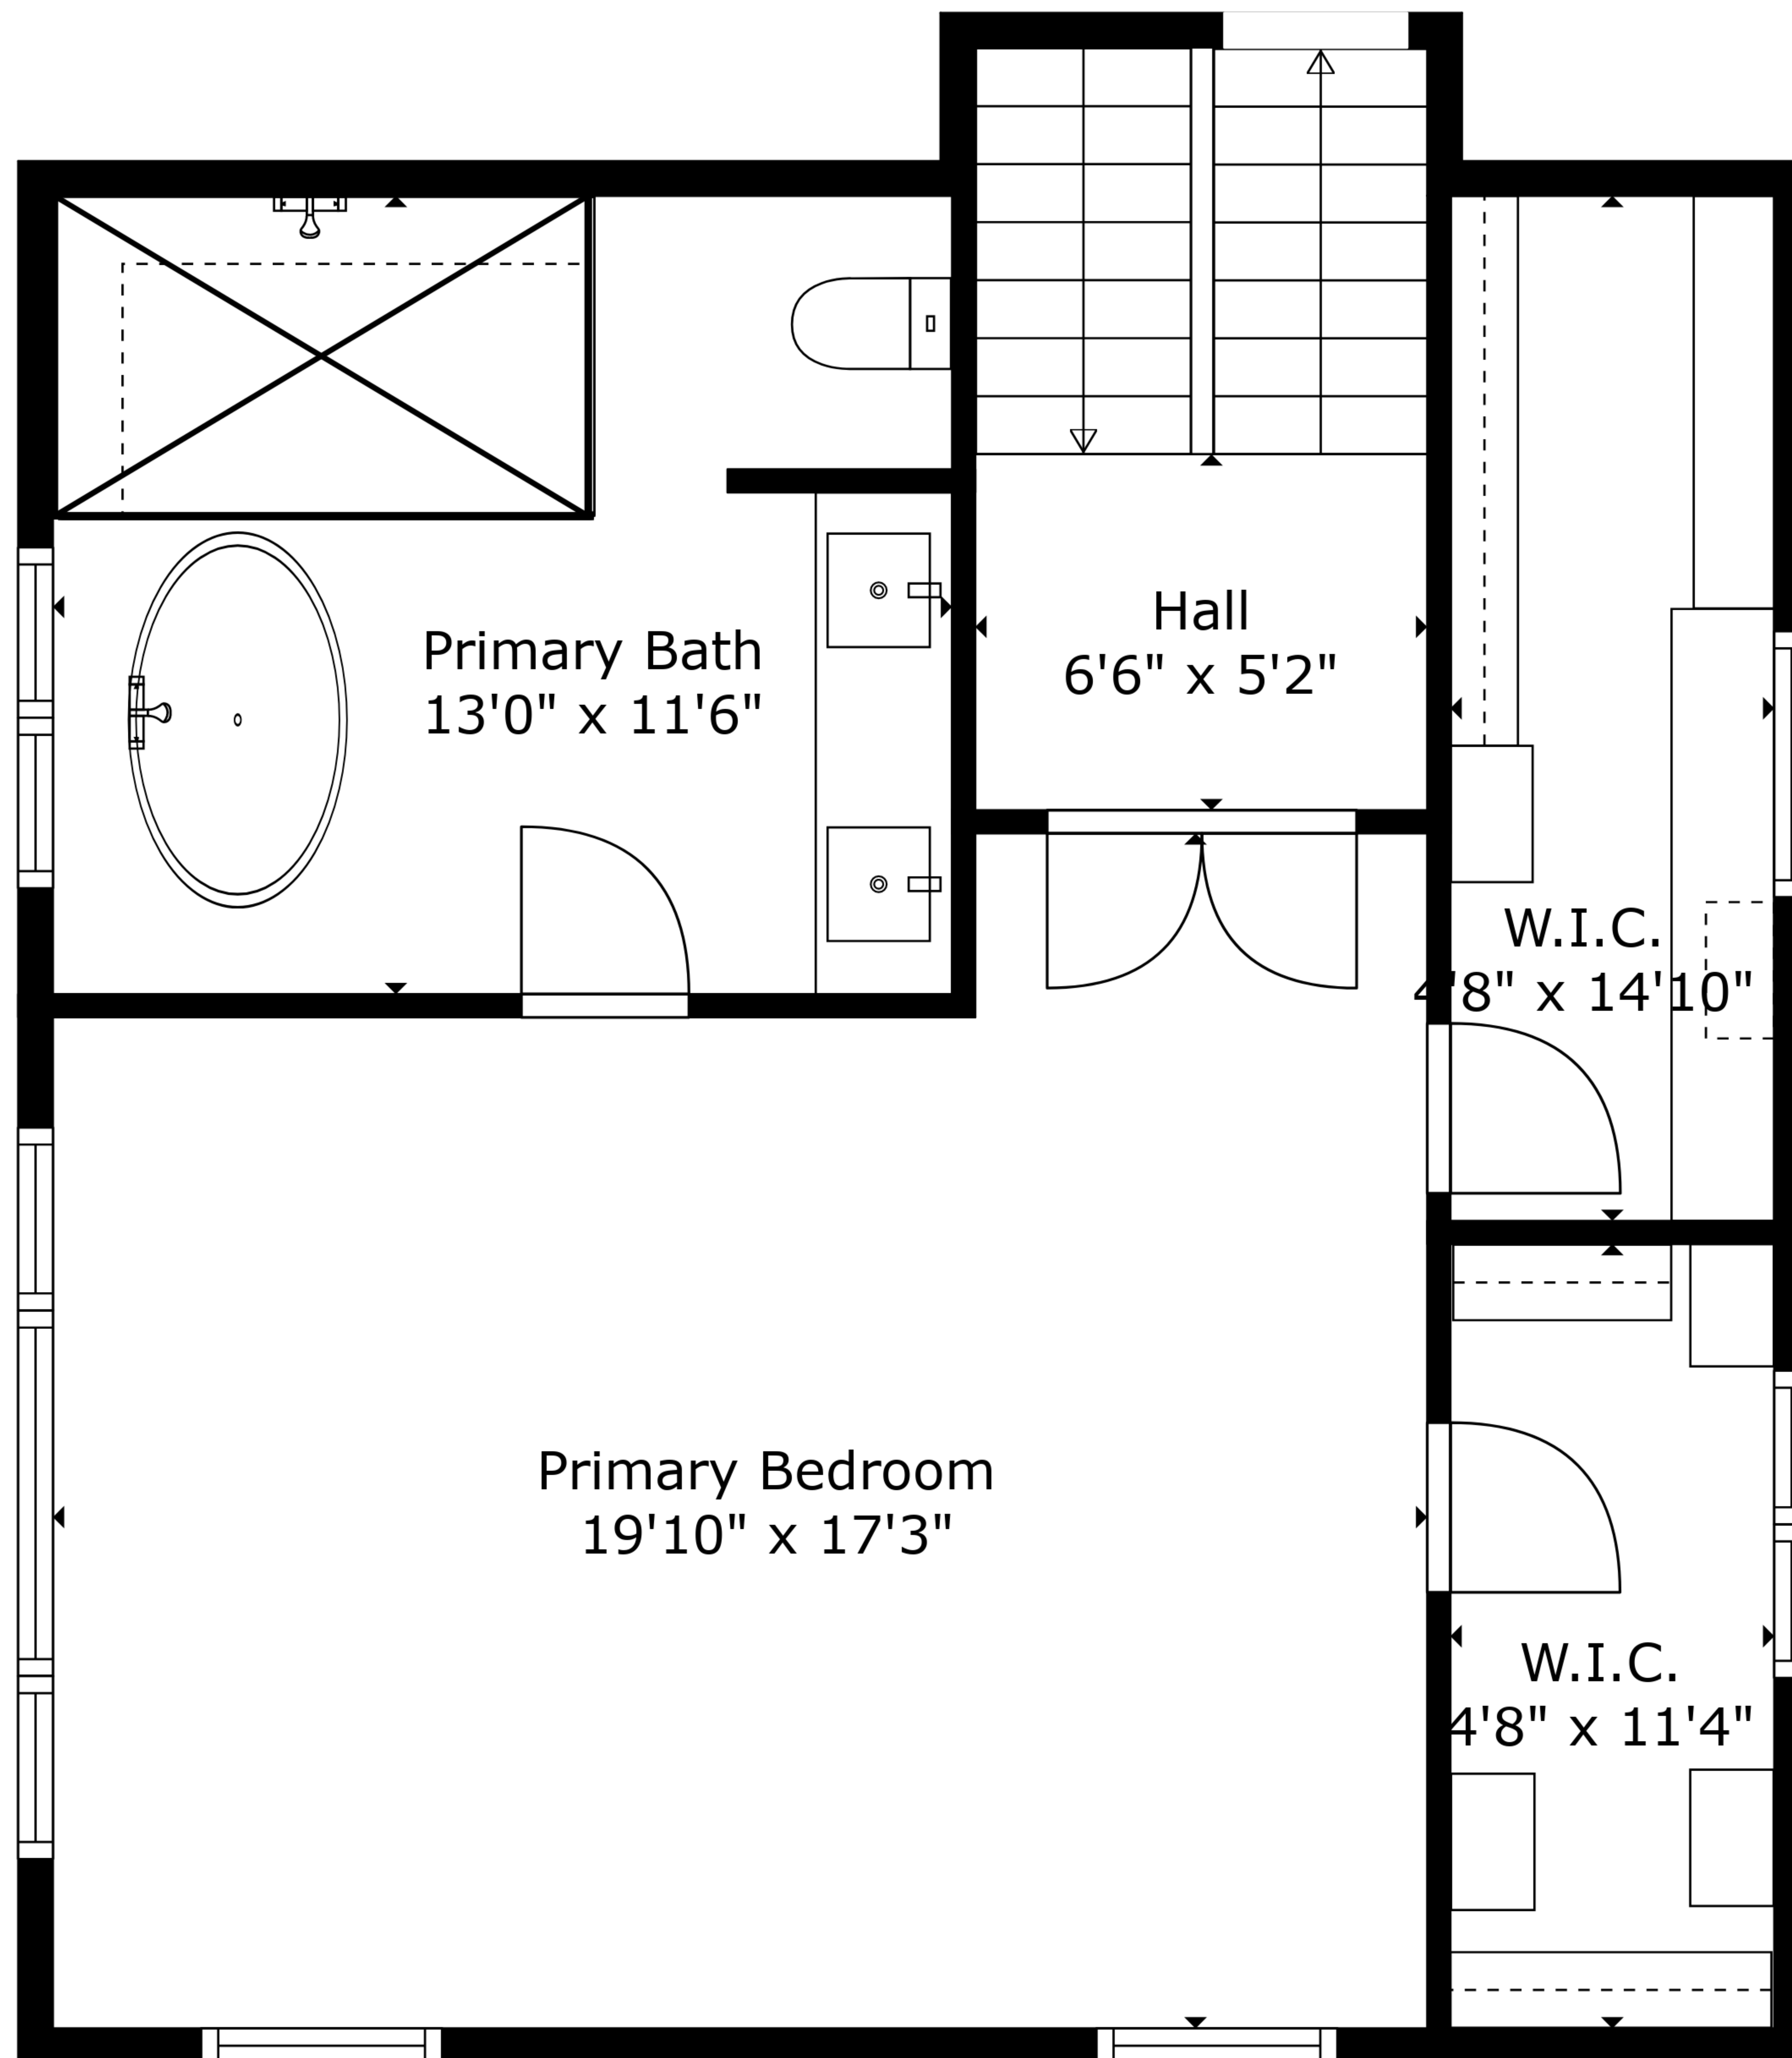 Hall
6'6" x 5'2"
Primary Bath
13'0" x 11'6"
W.I.C.
4'8" x 14'10"
Primary Bedroom
19'10" x 17'3"
W.I.C.
4'8" x 11'4"